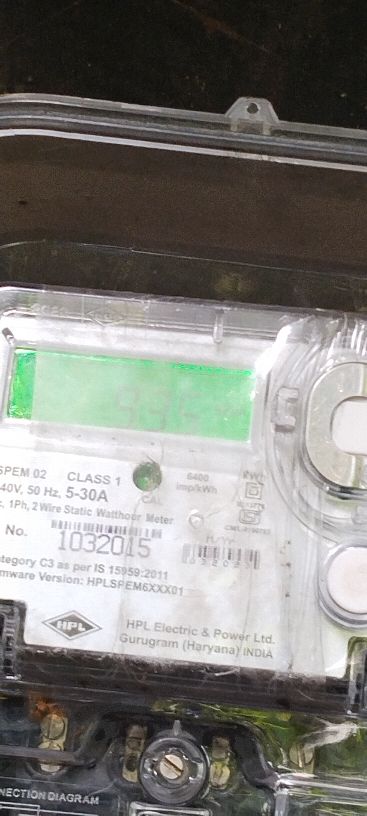 SPEM 02 CLASS 1
40V, 50 Hz, 5-30A
CAL
6400
imp/kWh
1Ph, 2 Wire Static Watthour Meter
No. 1032015
ategory C3 as per IS 15959:2011
mware Version: HPLSPEM6XXX01
HPL
HPL Electric & Power Ltd.
Gurugram (Haryana) INDIA
NECTION DIAGRAM